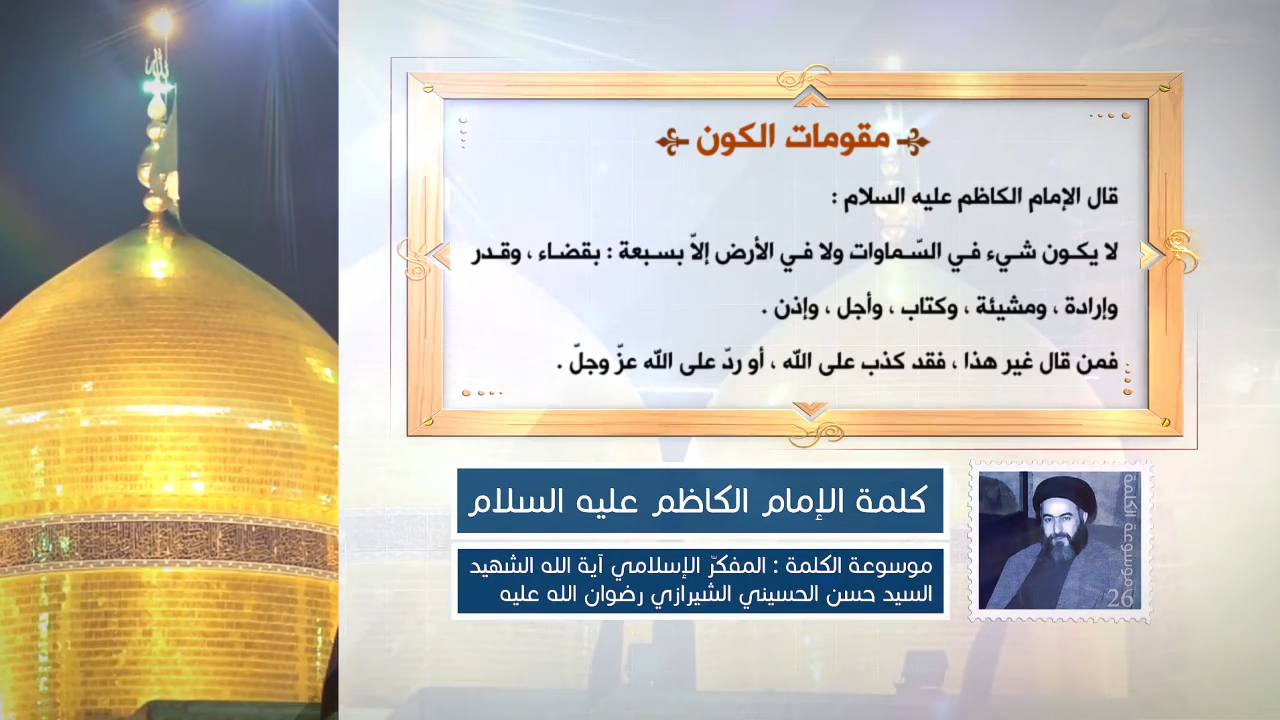 مقومات الكون
قال الإمام الكاظم عليه السلام :
لا يكون شيء في السّماوات ولا في الأرض إلاّ بسبعة : بقضاء ، وقدر
وإرادة ، ومشيئة ، وكتاب ، وأجل ، وإذن .
فمن قال غير هذا ، فقد كذب على الله ، أو ردّ على الله عزّ وجلّ .
كلمة الإمام الكاظم عليه السلام
موسوعة الكلمة : المفكرّ الإسلامي آية الله الشهيد
السيد حسن الحسيني الشيرازي رضوان الله عليه
موسوعة الكلمة
26